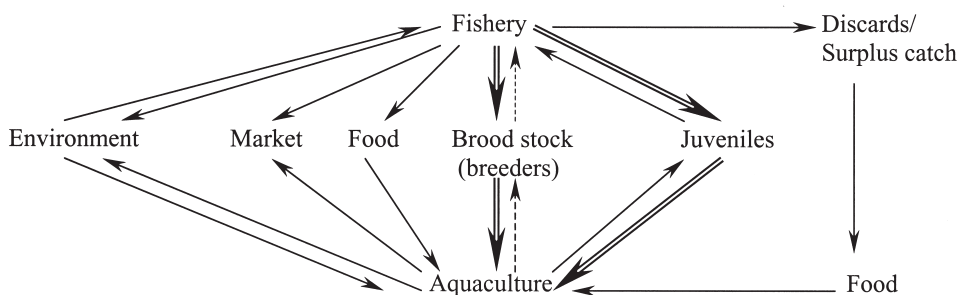 Fishery
Discards/
Surplus catch
Environment
Market
Food
Brood stock
(breeders)
Juveniles
Aquaculture
Food